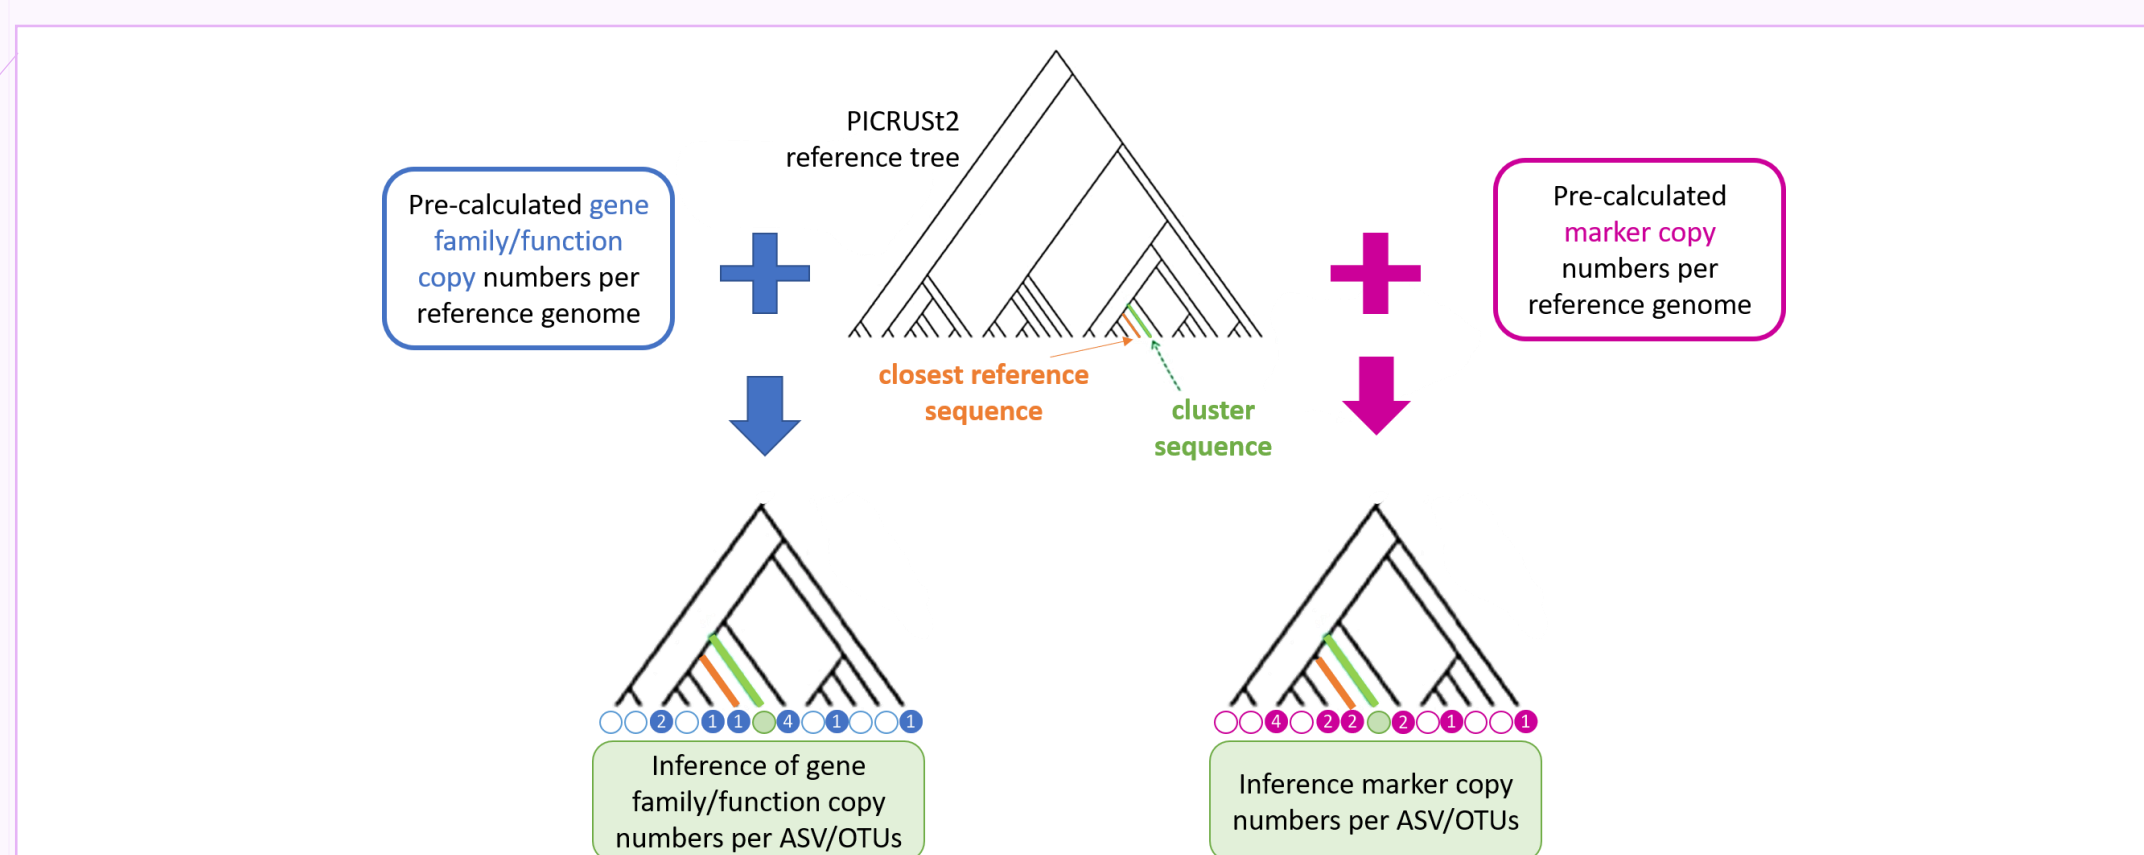 PICRUSt2
reference tree
Pre-calculated gene
family/function
copy numbers per
reference genome
Pre-calculated
marker copy
numbers per
reference genome
closest reference
sequence
cluster
sequence
2 1 1 4 1 1
4 2 2 2 1 1
Inference of gene
family/function copy
numbers per ASV/OTUs
Inference marker copy
numbers per ASV/OTUs